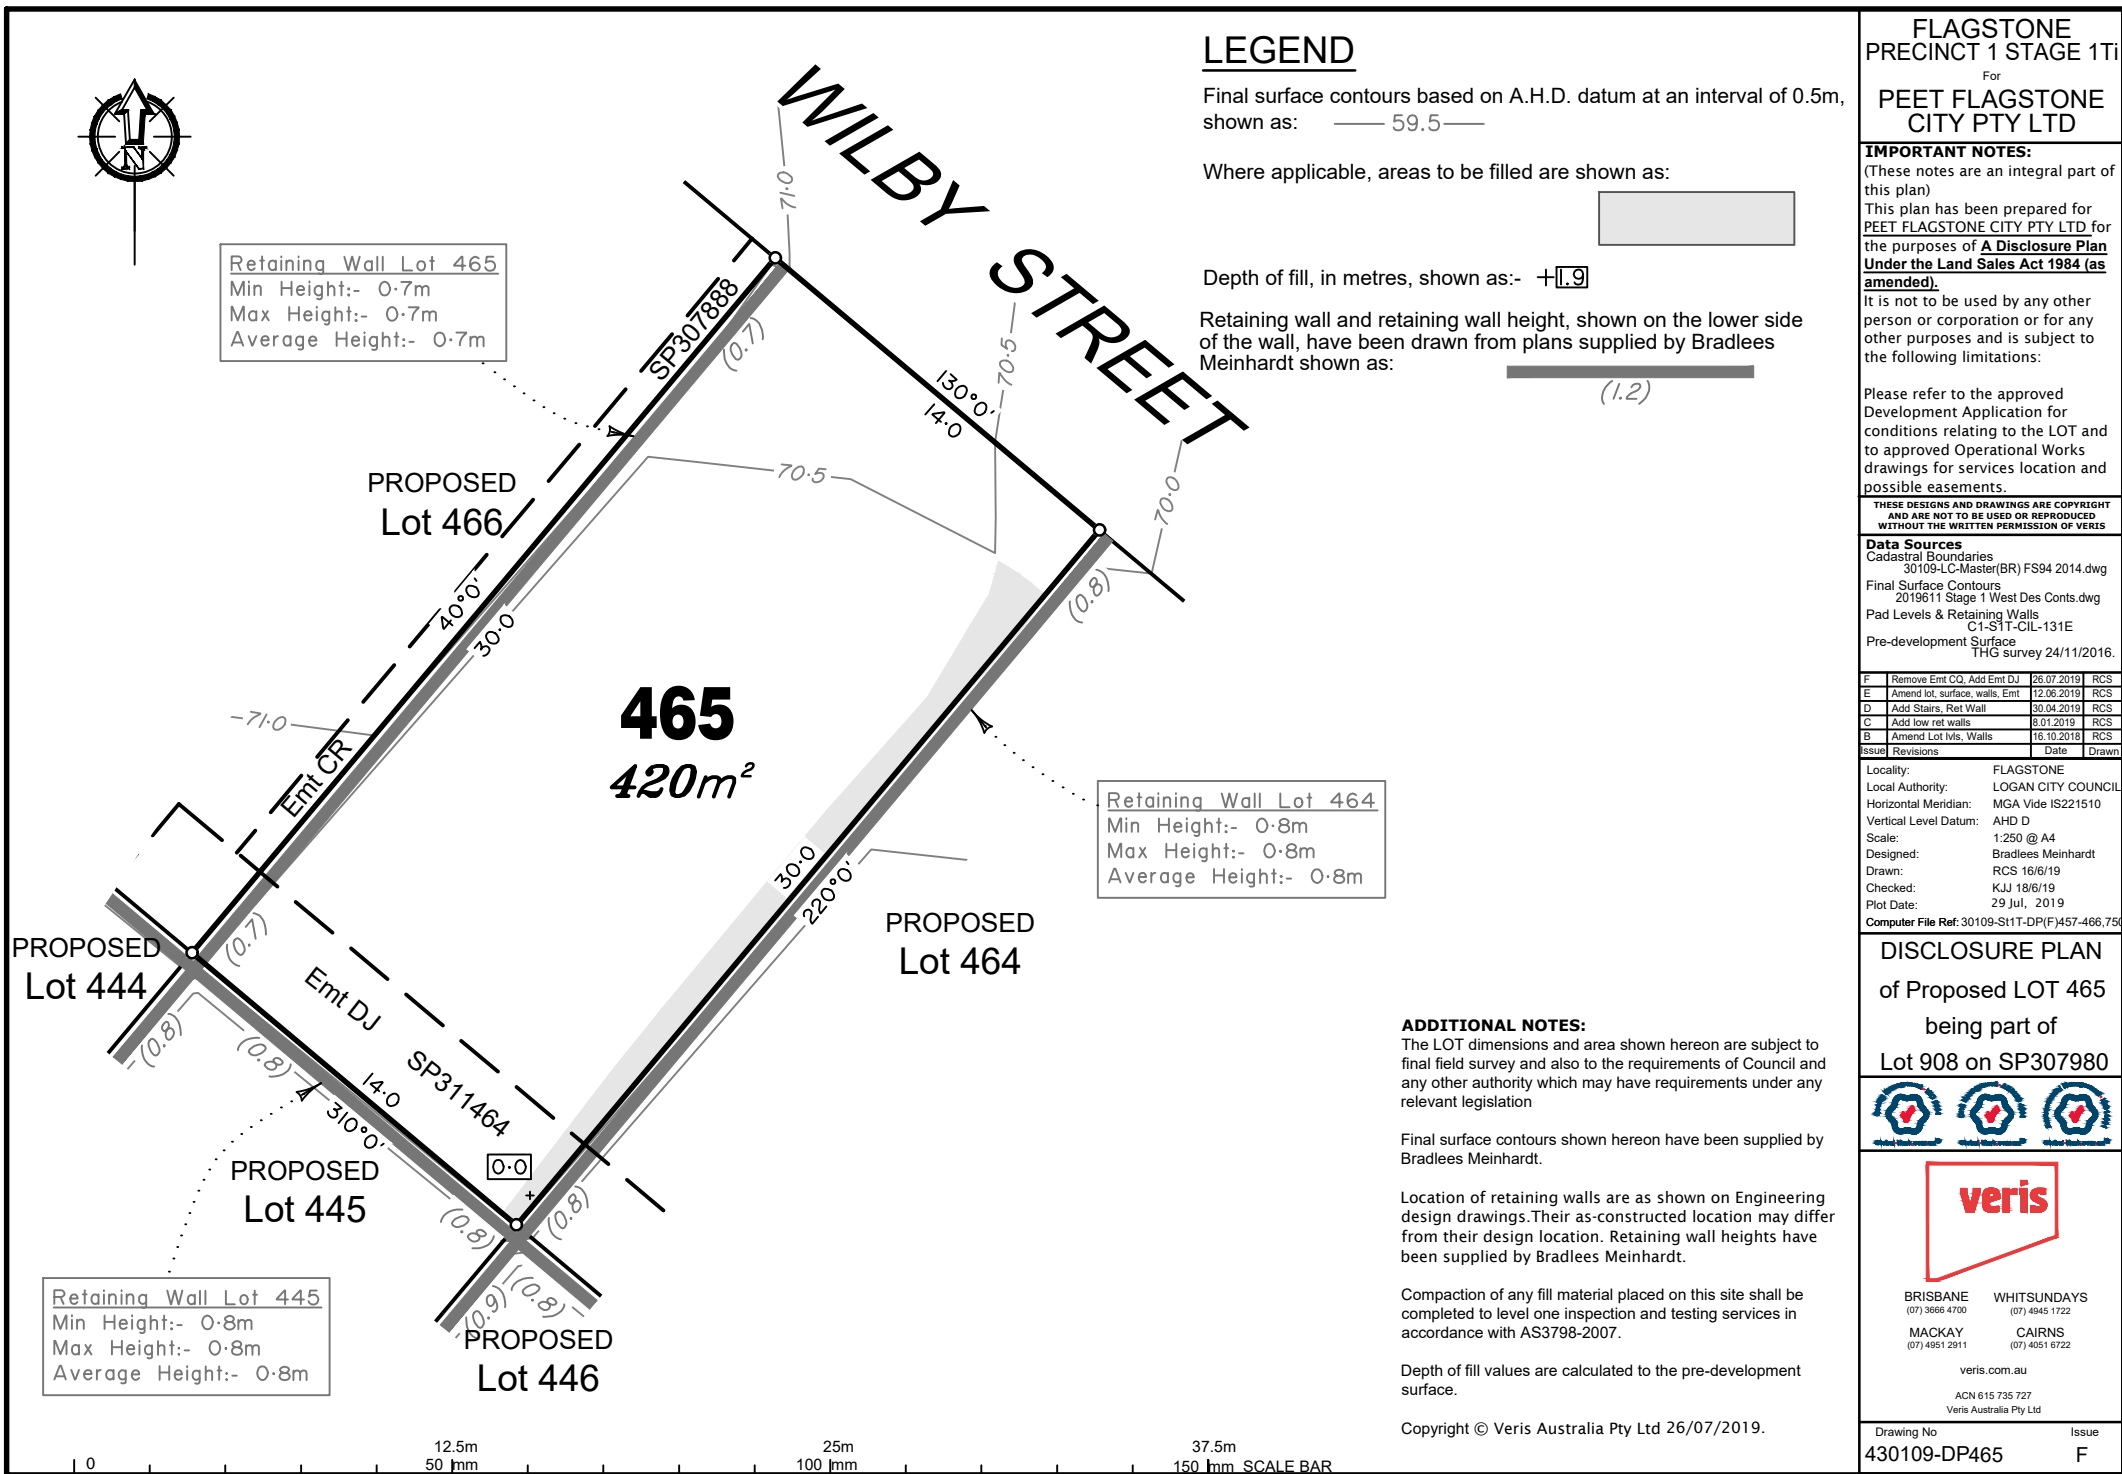 WILBY STREET
N
71·0
Retaining Wall Lot 465
Min Height:- 0·7m
Max Height:- 0·7m
Average Height:- 0·7m
SP307888
(0.7)
70·5
130°0'
14·0
70·5
70·0
PROPOSED
Lot 466
40°0'
30·0
(0.8)
71·0
Emt CR
465
420m²
Retaining Wall Lot 464
Min Height:- 0·8m
Max Height:- 0·8m
Average Height:- 0·8m
30·0
220°0'
PROPOSED
Lot 464
PROPOSED
Lot 444
(0.7)
Emt DJ
SP311464
(0.8)
(0.8)
14·0
310°0'
0·0
PROPOSED
Lot 445
(0.8)
(0.8)
(0.9)
(0.8)
PROPOSED
Lot 446
Retaining Wall Lot 445
Min Height:- 0·8m
Max Height:- 0·8m
Average Height:- 0·8m
0
12.5m
50 mm
25m
100 mm
37.5m
150 mm SCALE BAR
LEGEND
Final surface contours based on A.H.D. datum at an interval of 0.5m,
shown as: 59.5
Where applicable, areas to be filled are shown as:
Depth of fill, in metres, shown as:- +1.9
Retaining wall and retaining wall height, shown on the lower side
of the wall, have been drawn from plans supplied by Bradlees
Meinhardt shown as:
(1.2)
ADDITIONAL NOTES:
The LOT dimensions and area shown hereon are subject to
final field survey and also to the requirements of Council and
any other authority which may have requirements under any
relevant legislation
Final surface contours shown hereon have been supplied by
Bradlees Meinhardt.
Location of retaining walls are as shown on Engineering
design drawings.Their as-constructed location may differ
from their design location. Retaining wall heights have
been supplied by Bradlees Meinhardt.
Compaction of any fill material placed on this site shall be
completed to level one inspection and testing services in
accordance with AS3798-2007.
Depth of fill values are calculated to the pre-development
surface.
Copyright © Veris Australia Pty Ltd 26/07/2019.
FLAGSTONE
PRECINCT 1 STAGE 1Ti
For
PEET FLAGSTONE
CITY PTY LTD
IMPORTANT NOTES:
(These notes are an integral part of
this plan)
This plan has been prepared for
PEET FLAGSTONE CITY PTY LTD for
the purposes of A Disclosure Plan
Under the Land Sales Act 1984 (as
amended).
It is not to be used by any other
person or corporation or for any
other purposes and is subject to
the following limitations:
Please refer to the approved
Development Application for
conditions relating to the LOT and
to approved Operational Works
drawings for services location and
possible easements.
THESE DESIGNS AND DRAWINGS ARE COPYRIGHT
AND ARE NOT TO BE USED OR REPRODUCED
WITHOUT THE WRITTEN PERMISSION OF VERIS
Data Sources
Cadastral Boundaries
30109-LC-Master(BR) FS94 2014.dwg
Final Surface Contours
2019611 Stage 1 West Des Conts.dwg
Pad Levels & Retaining Walls
C1-S1T-CIL-131E
Pre-development Surface
THG survey 24/11/2016.
F Remove Emt CQ, Add Emt DJ 26.07.2019 RCS
E Amend lot, surface, walls, Emt 12.06.2019 RCS
D Add Stairs, Ret Wall 30.04.2019 RCS
C Add low ret walls 8.01.2019 RCS
B Amend Lot lvls, Walls 16.10.2018 RCS
Issue Revisions Date Drawn
Locality: FLAGSTONE
Local Authority: LOGAN CITY COUNCIL
Horizontal Meridian: MGA Vide IS221510
Vertical Level Datum: AHD D
Scale: 1:250 @ A4
Designed: Bradlees Meinhardt
Drawn: RCS 16/6/19
Checked: KJJ 18/6/19
Plot Date: 29 Jul, 2019
Computer File Ref: 30109-St1T-DP(F)457-466,750
DISCLOSURE PLAN
of Proposed LOT 465
being part of
Lot 908 on SP307980
veris
BRISBANE WHITSUNDAYS
(07) 3666 4700 (07) 4945 1722
MACKAY CAIRNS
(07) 4951 2911 (07) 4051 6722
veris.com.au
ACN 615 735 727
Veris Australia Pty Ltd
Drawing No Issue
430109-DP465 F